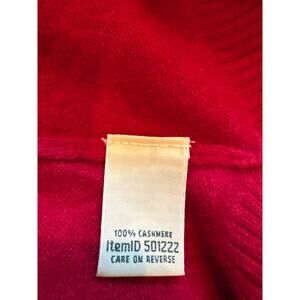 100% CASHMERE
ItemID 501222
CARE ON REVERSE